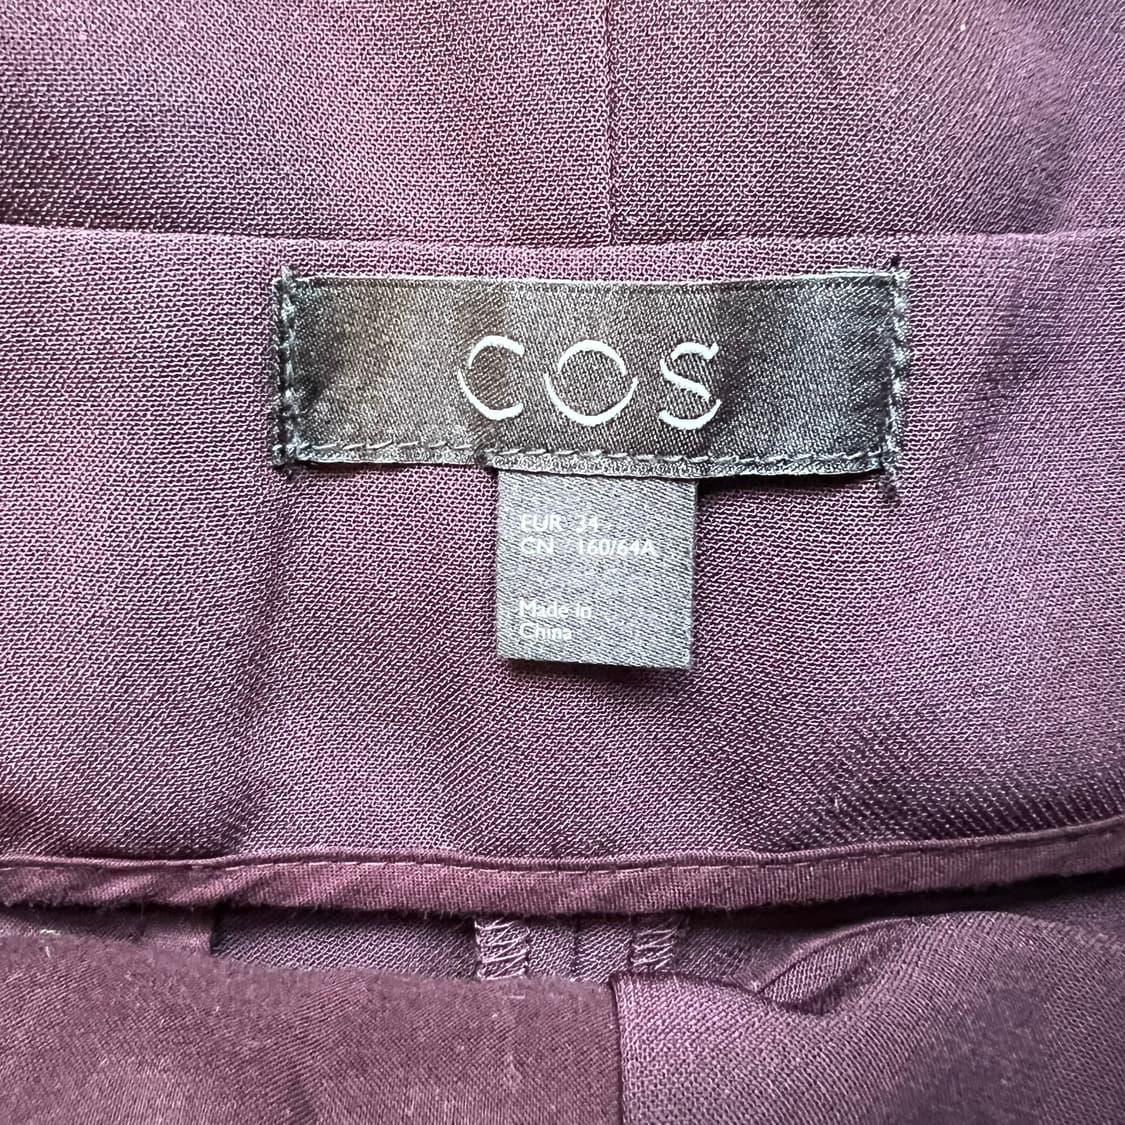 COS
EUR 34
CN 160/64A
Made in
China